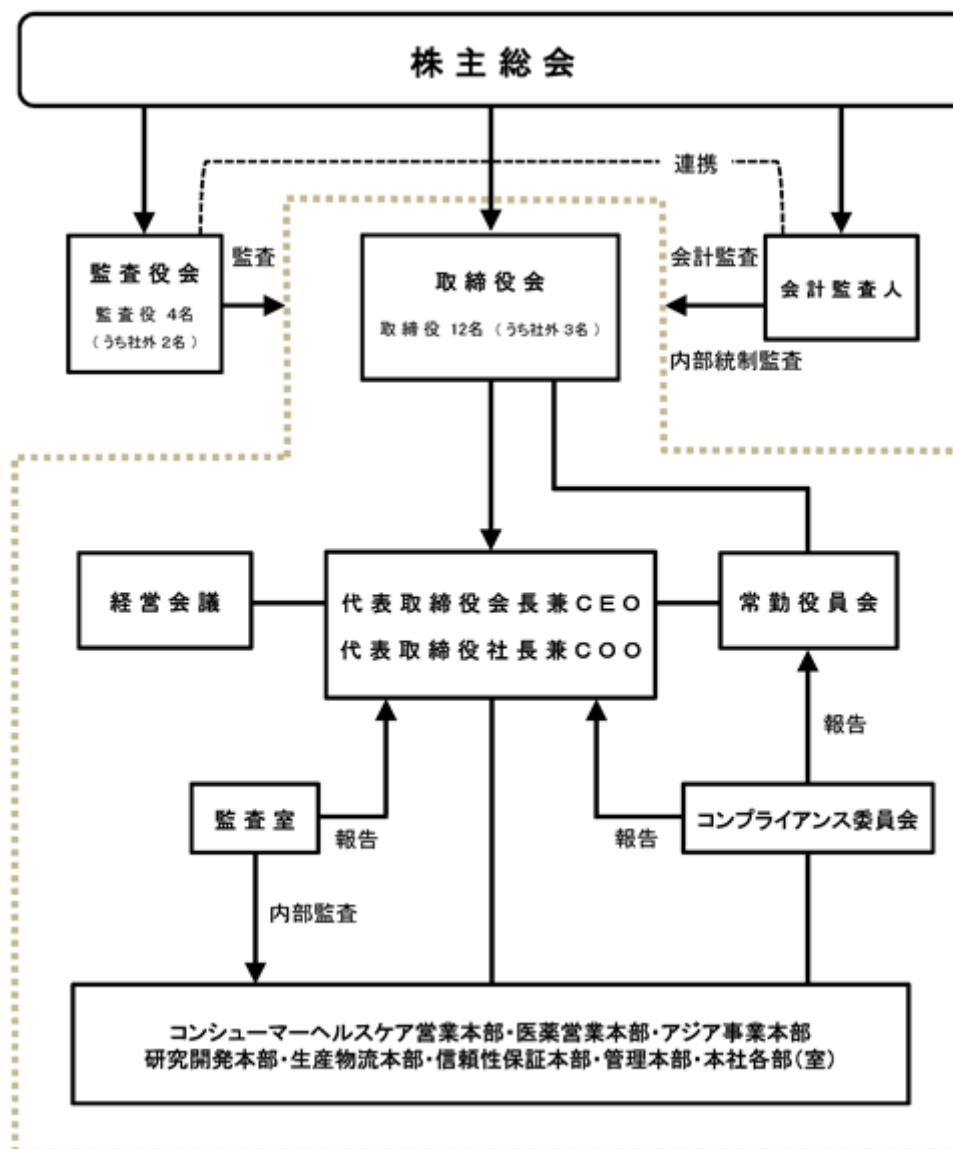 株主総会
連携
監査役会
監査役 4名
（うち社外2名）
監査
取締役会
取締役 12名（うち社外3名）
会計監査
内部統制監査
会計監査人
経営会議
代表取締役会長兼CEO
代表取締役社長兼COO
常勤役員会
報告
監査室
報告
報告
コンプライアンス委員会
内部監査
コンシューマーヘルスケア営業本部・医薬営業本部・アジア事業本部
研究開発本部・生産物流本部・信頼性保証本部・管理本部・本社各部（室）